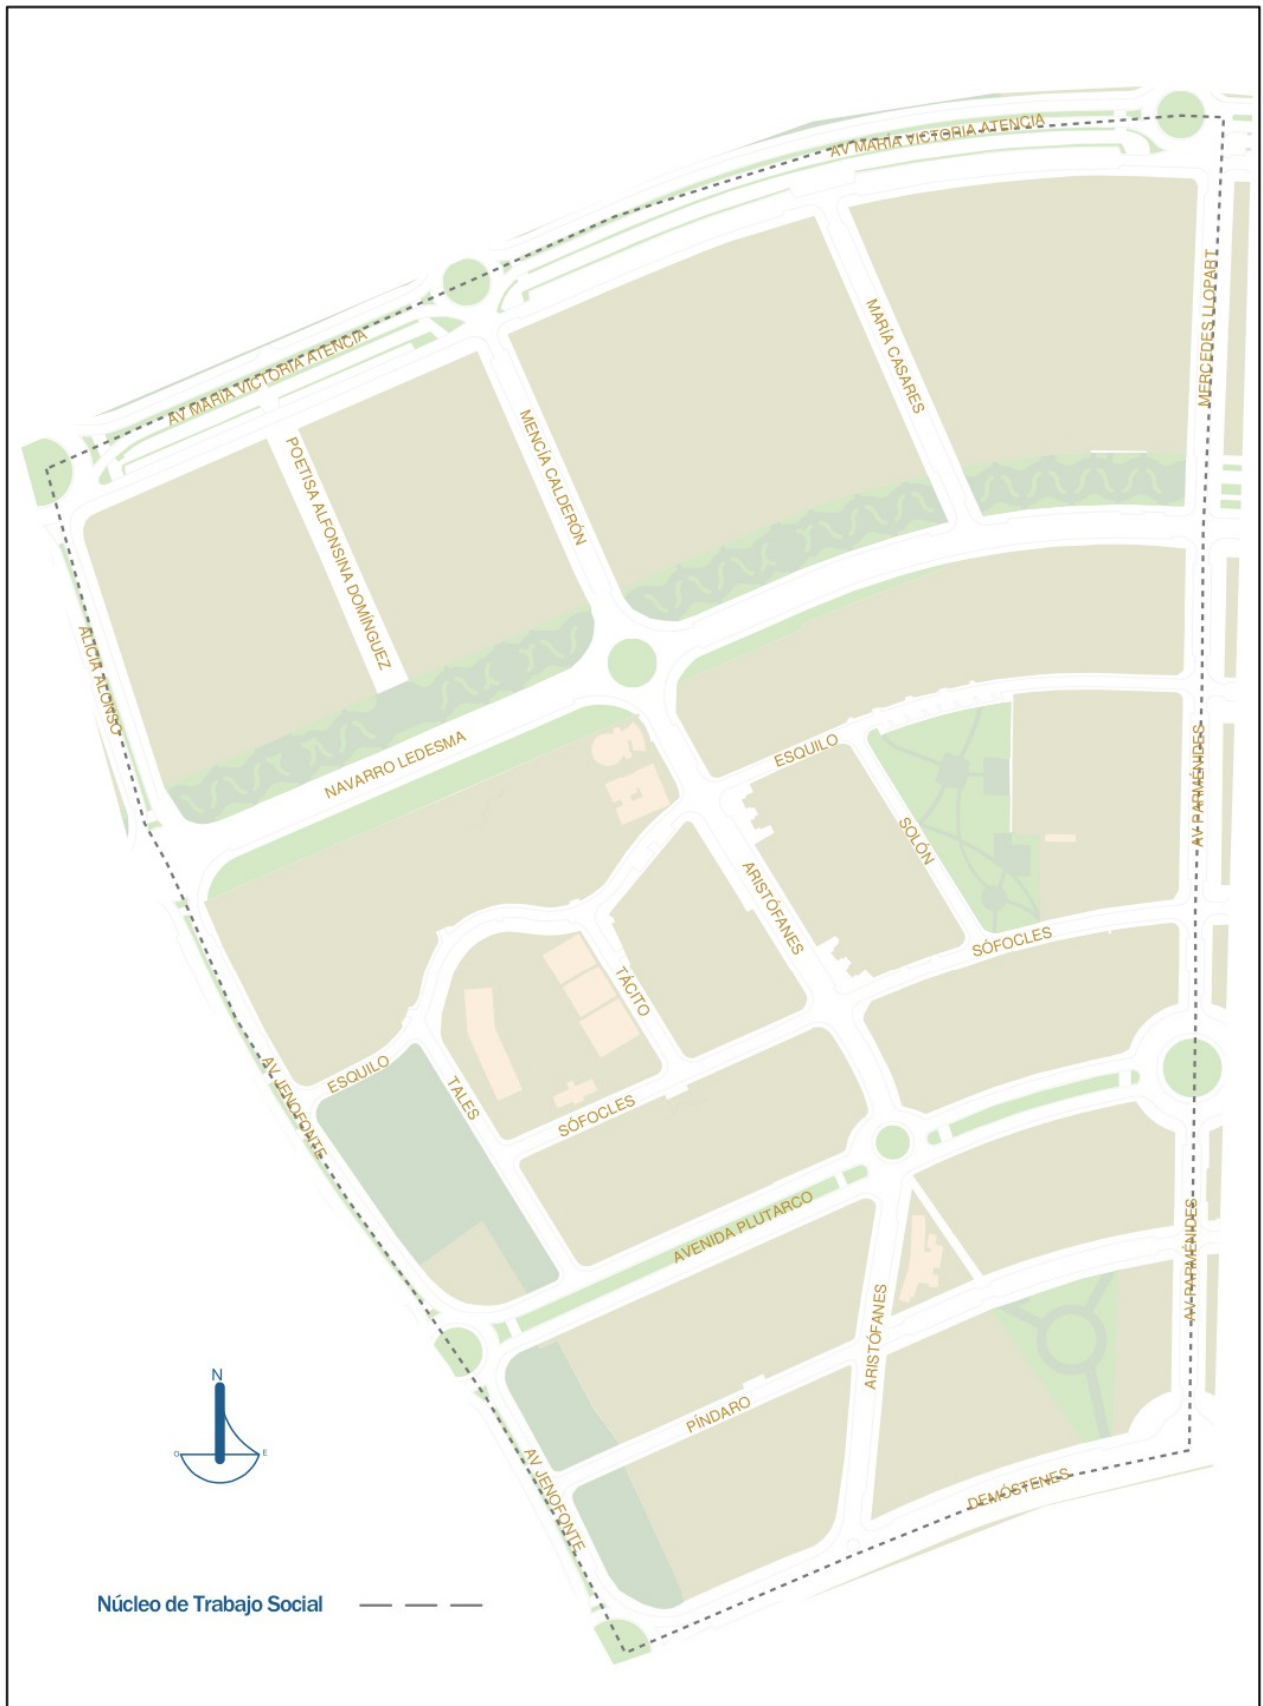 AV MARÍA VICTORIA ATENCIA
AV MARÍA VICTORIA ATENCIA
MERCEDES LLOPART
MARÍA CASARES
MENCÍA CALDERÓN
POETISA ALFONSINA DOMÍNGUEZ
ALICIA ALONSO
NAVARRO LEDESMA
ESQUILO
AV PARMÉNIDES
SOLÓN
ARISTÓFANES
SÓFOCLES
TÁCITO
AV JENOFONTE
ESQUILO
TALES
SÓFOCLES
AVENIDA PLUTARCO
AV PARMÉNIDES
ARISTÓFANES
PÍNDARO
N
O
E
AV JENOFONTE
DEMÓSTENES
Núcleo de Trabajo Social